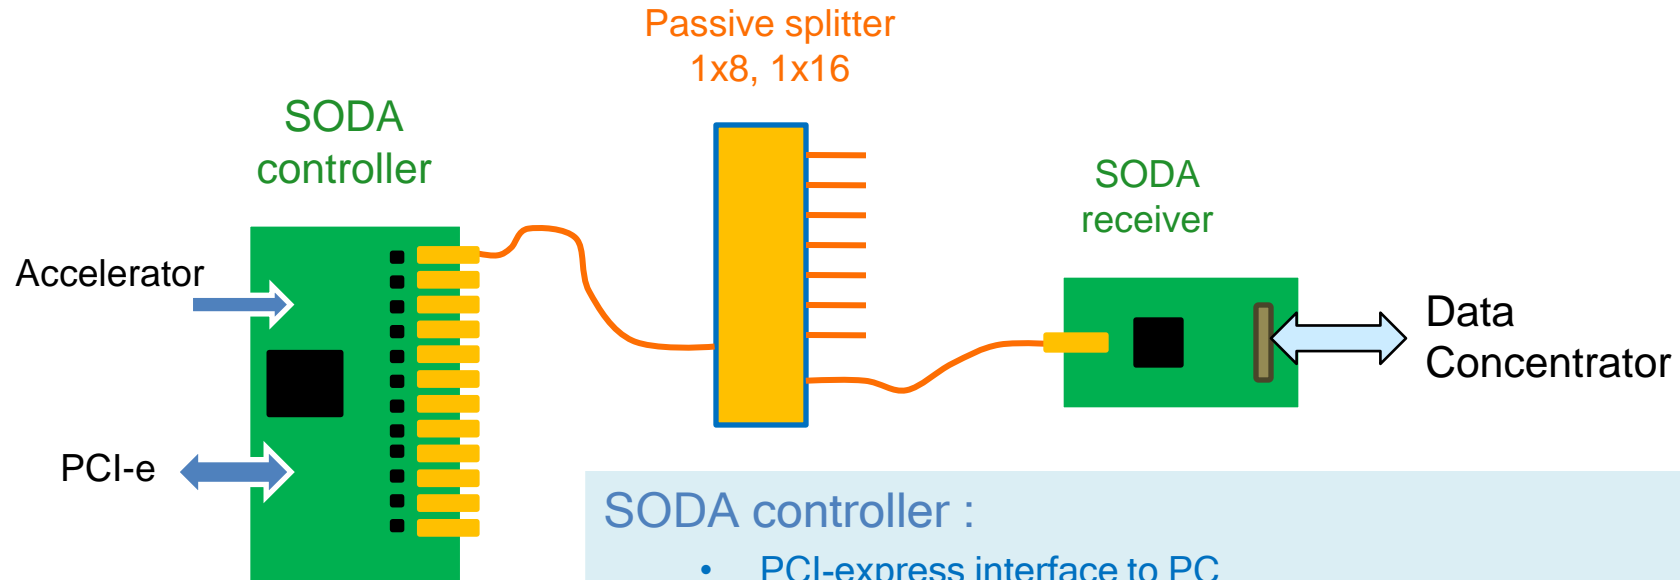 Passive splitter
1x8, 1x16
SODA
controller
SODA
receiver
Accelerator
Data
Concentrator
PCI-e
SODA controller :
• PCI-express interface to PC